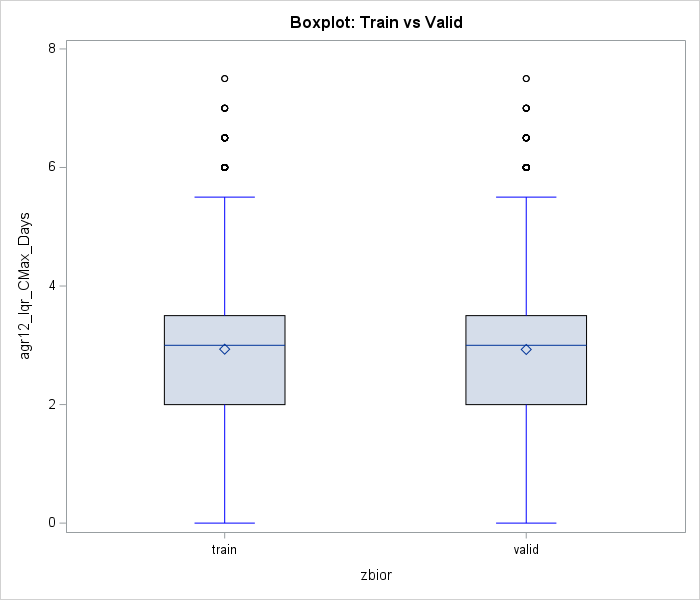 Boxplot: Train vs Valid
8
6
4
2
0
agr12_Iqr_CMax_Days
train
valid
zbior